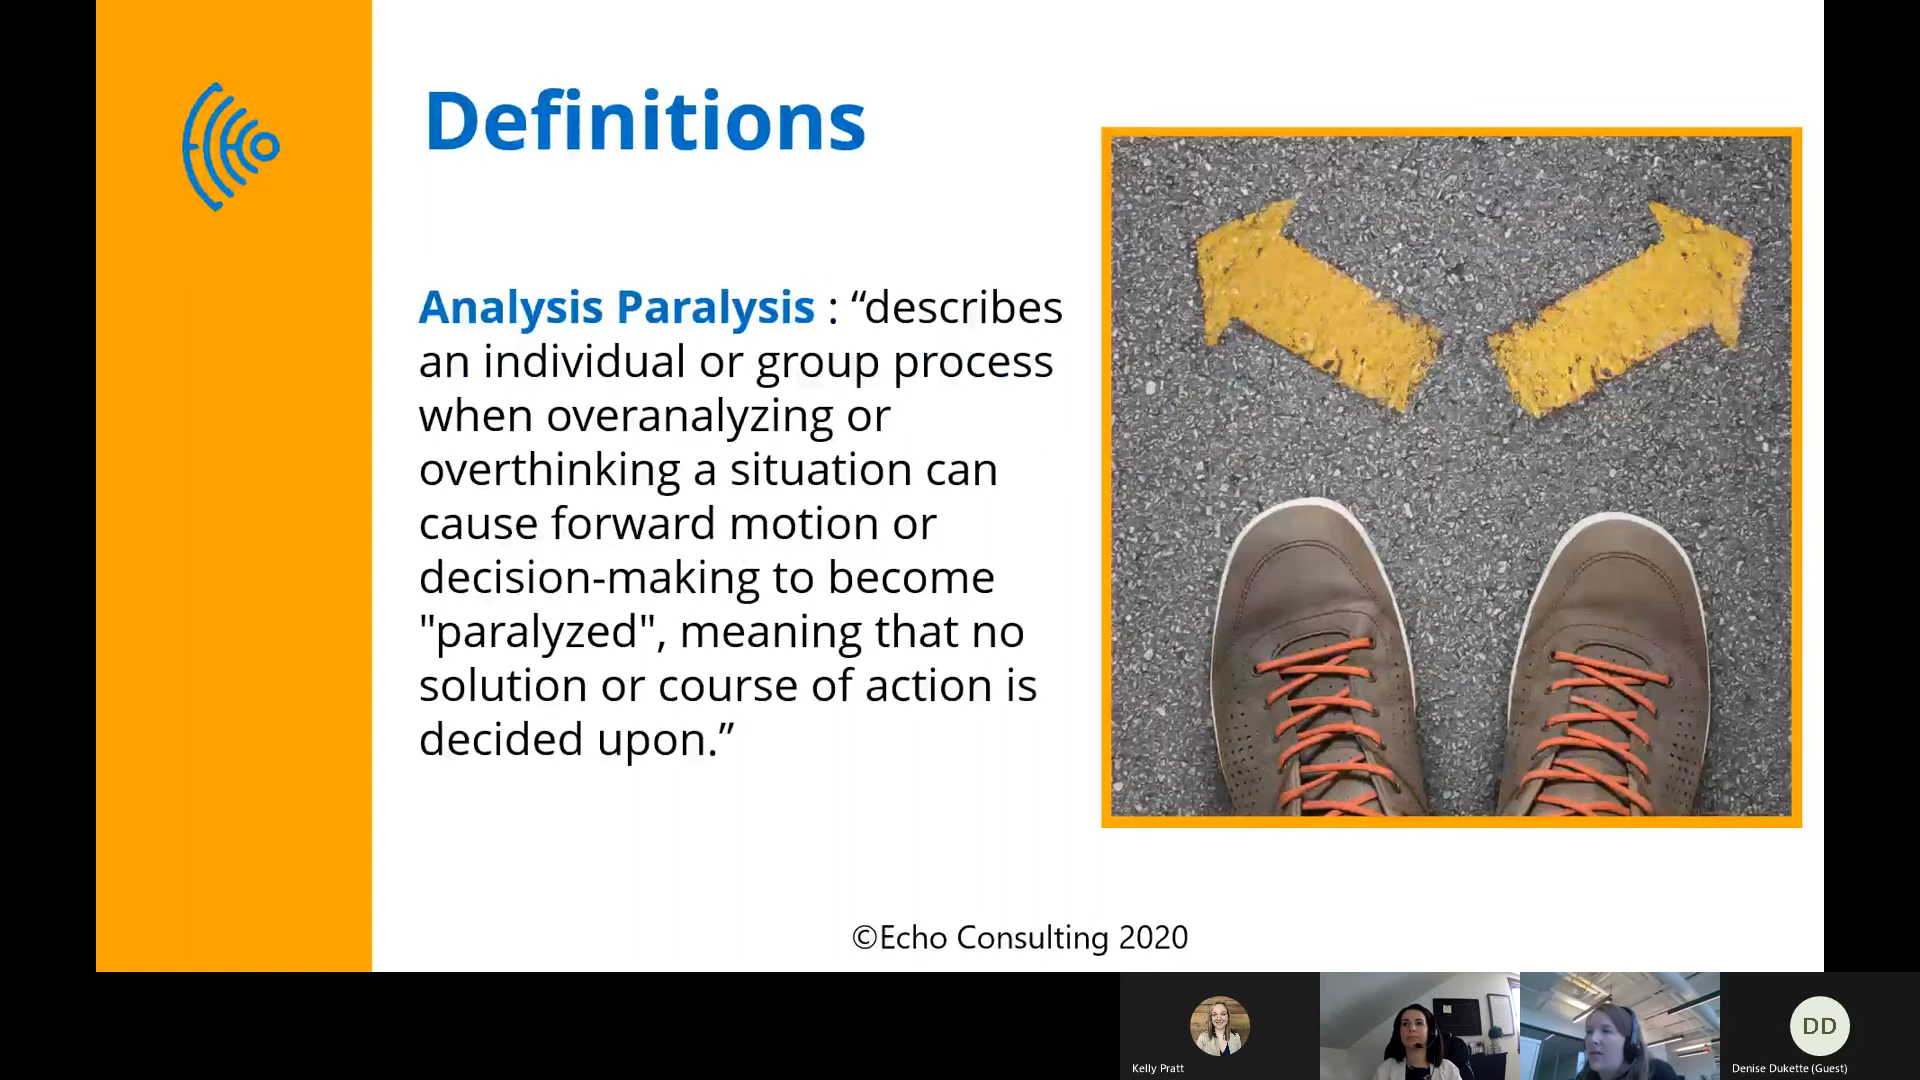 ECHO
Definitions
Analysis Paralysis : “describes
an individual or group process
when overanalyzing or
overthinking a situation can
cause forward motion or
decision-making to become
"paralyzed", meaning that no
solution or course of action is
decided upon.”
©Echo Consulting 2020
Kelly Pratt
DD
Denise Dukette (Guest)